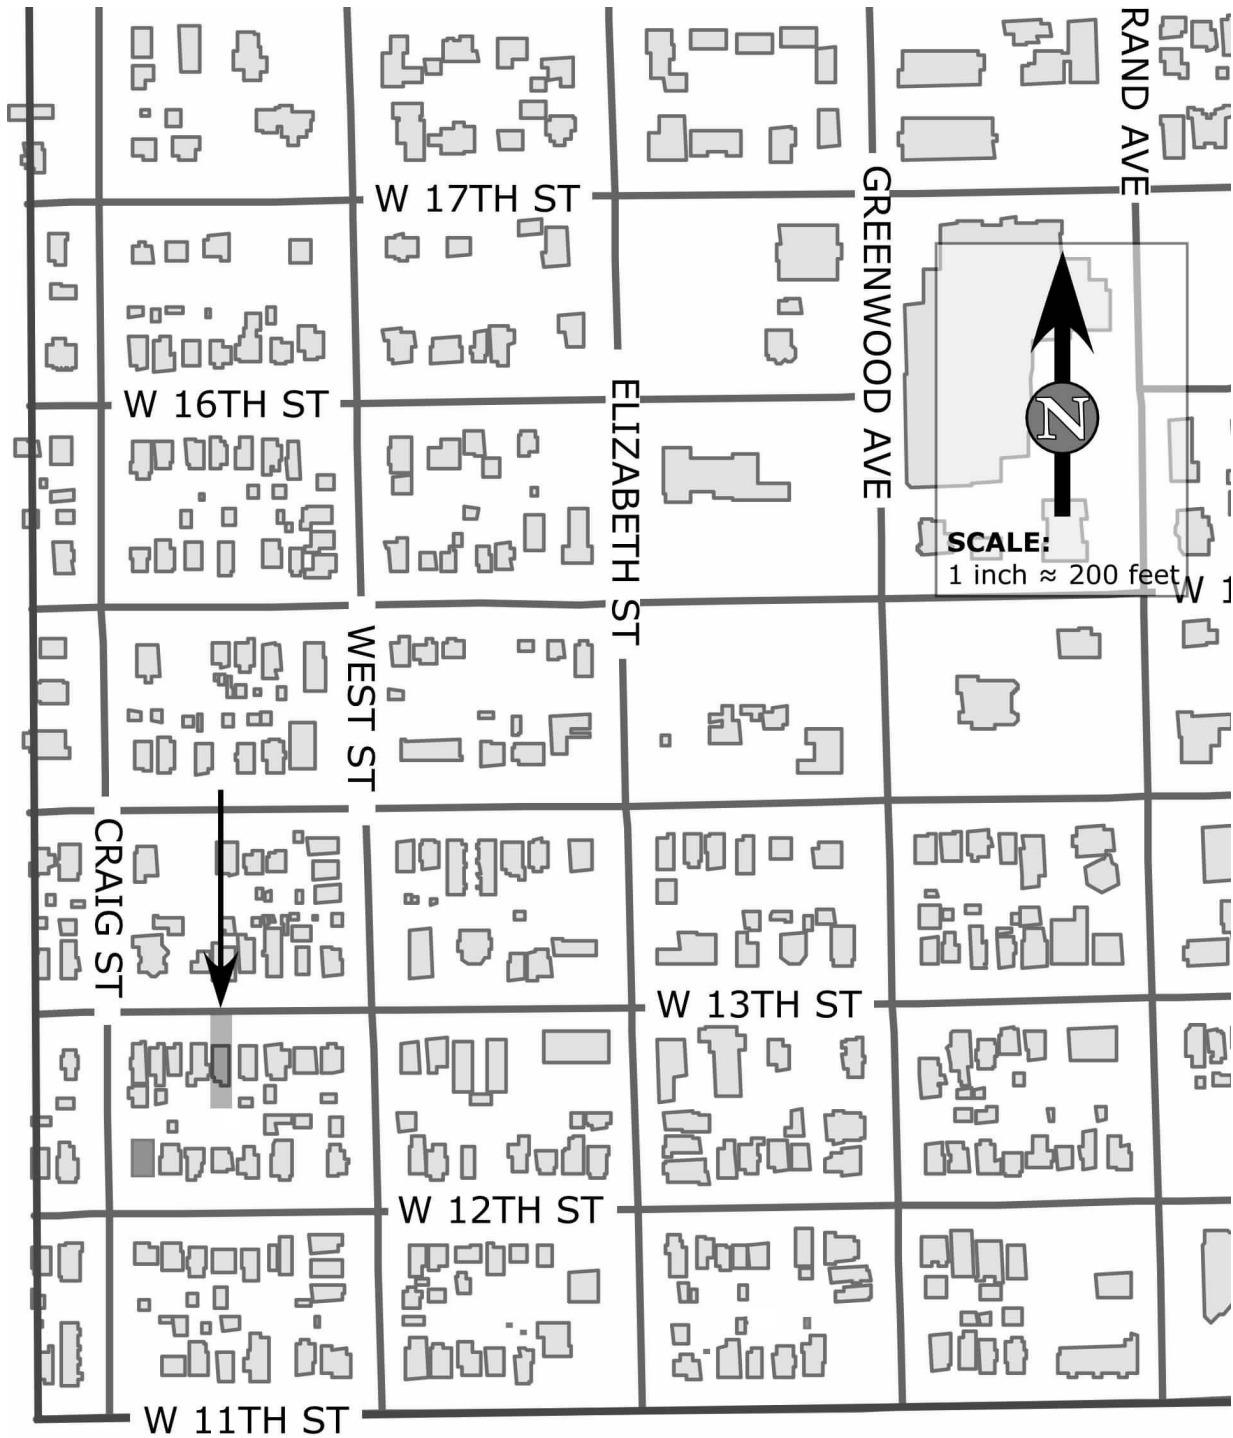 RAND AVE
W 17TH ST
GREENWOOD AVE
W 16TH ST
ELIZABETH ST
N
SCALE:
1 inch ≈ 200 feet
W 1
WEST ST
CRAIG ST
W 13TH ST
W 12TH ST
W 11TH ST